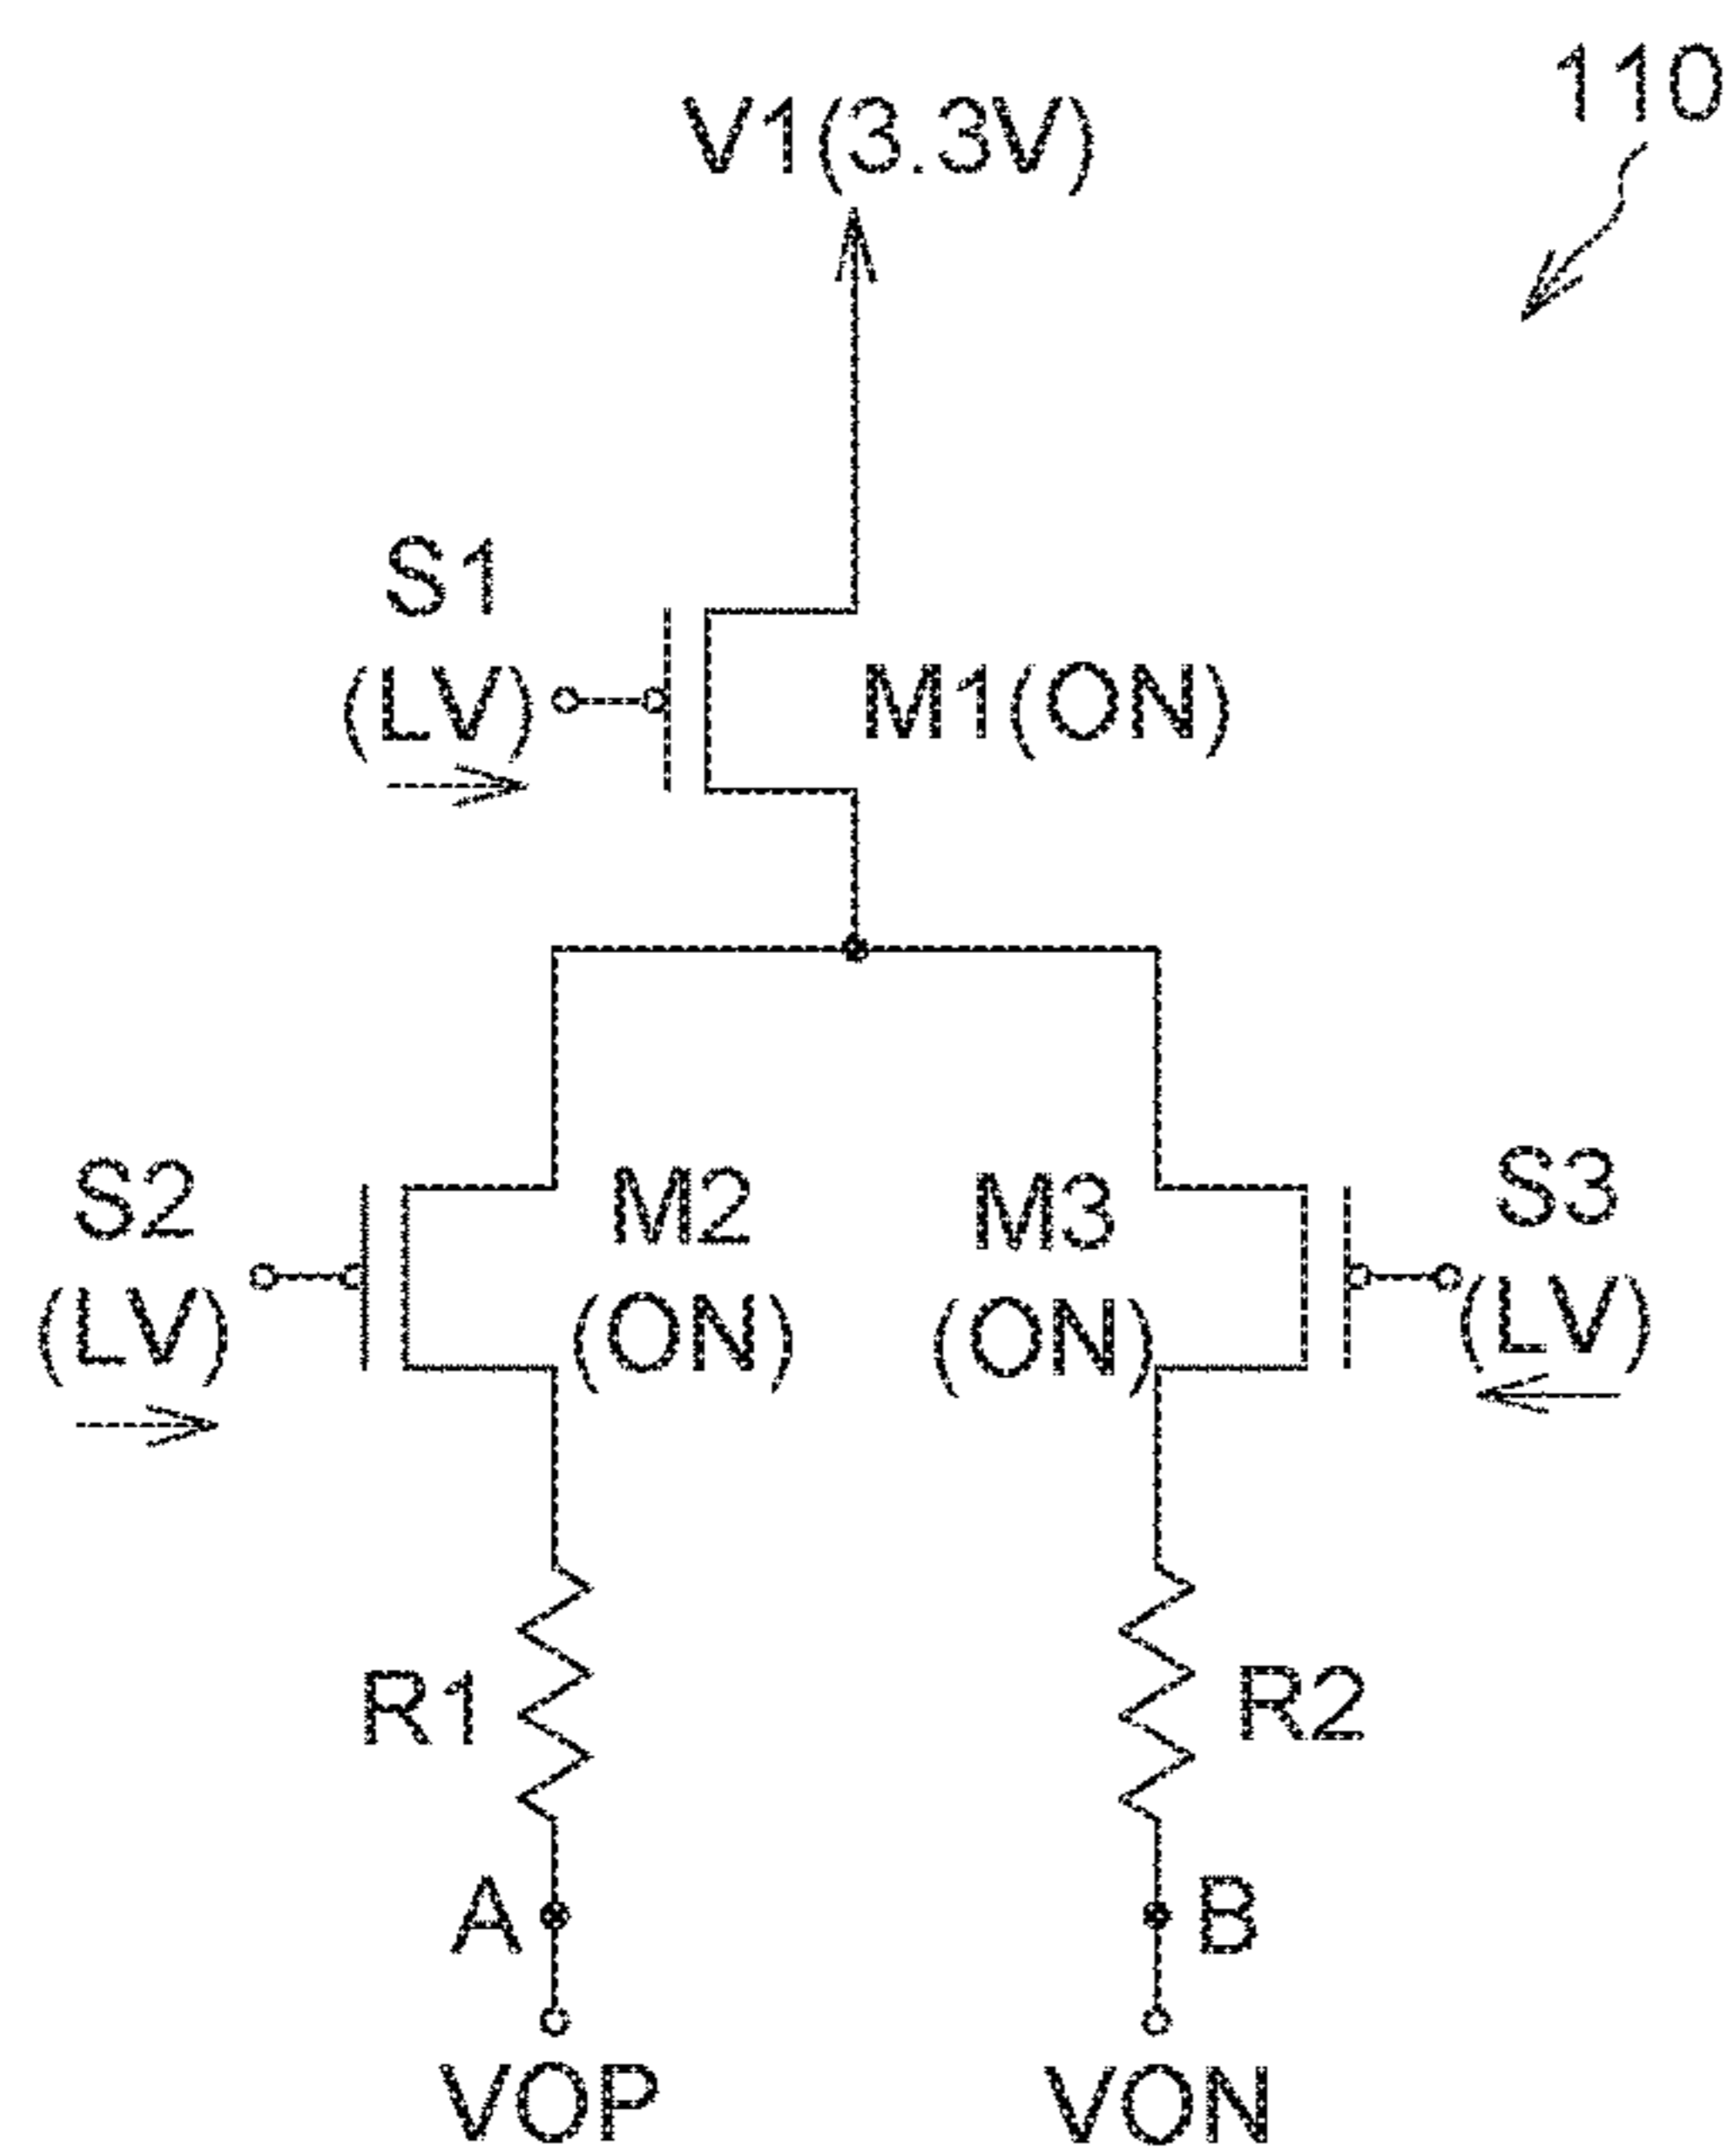 110
V1(3.3V)
S1
(LV)
M1(ON)
S2
(LV)
M2
(ON)
M3
(ON)
S3
(LV)
R1
R2
A
B
VOP
VON